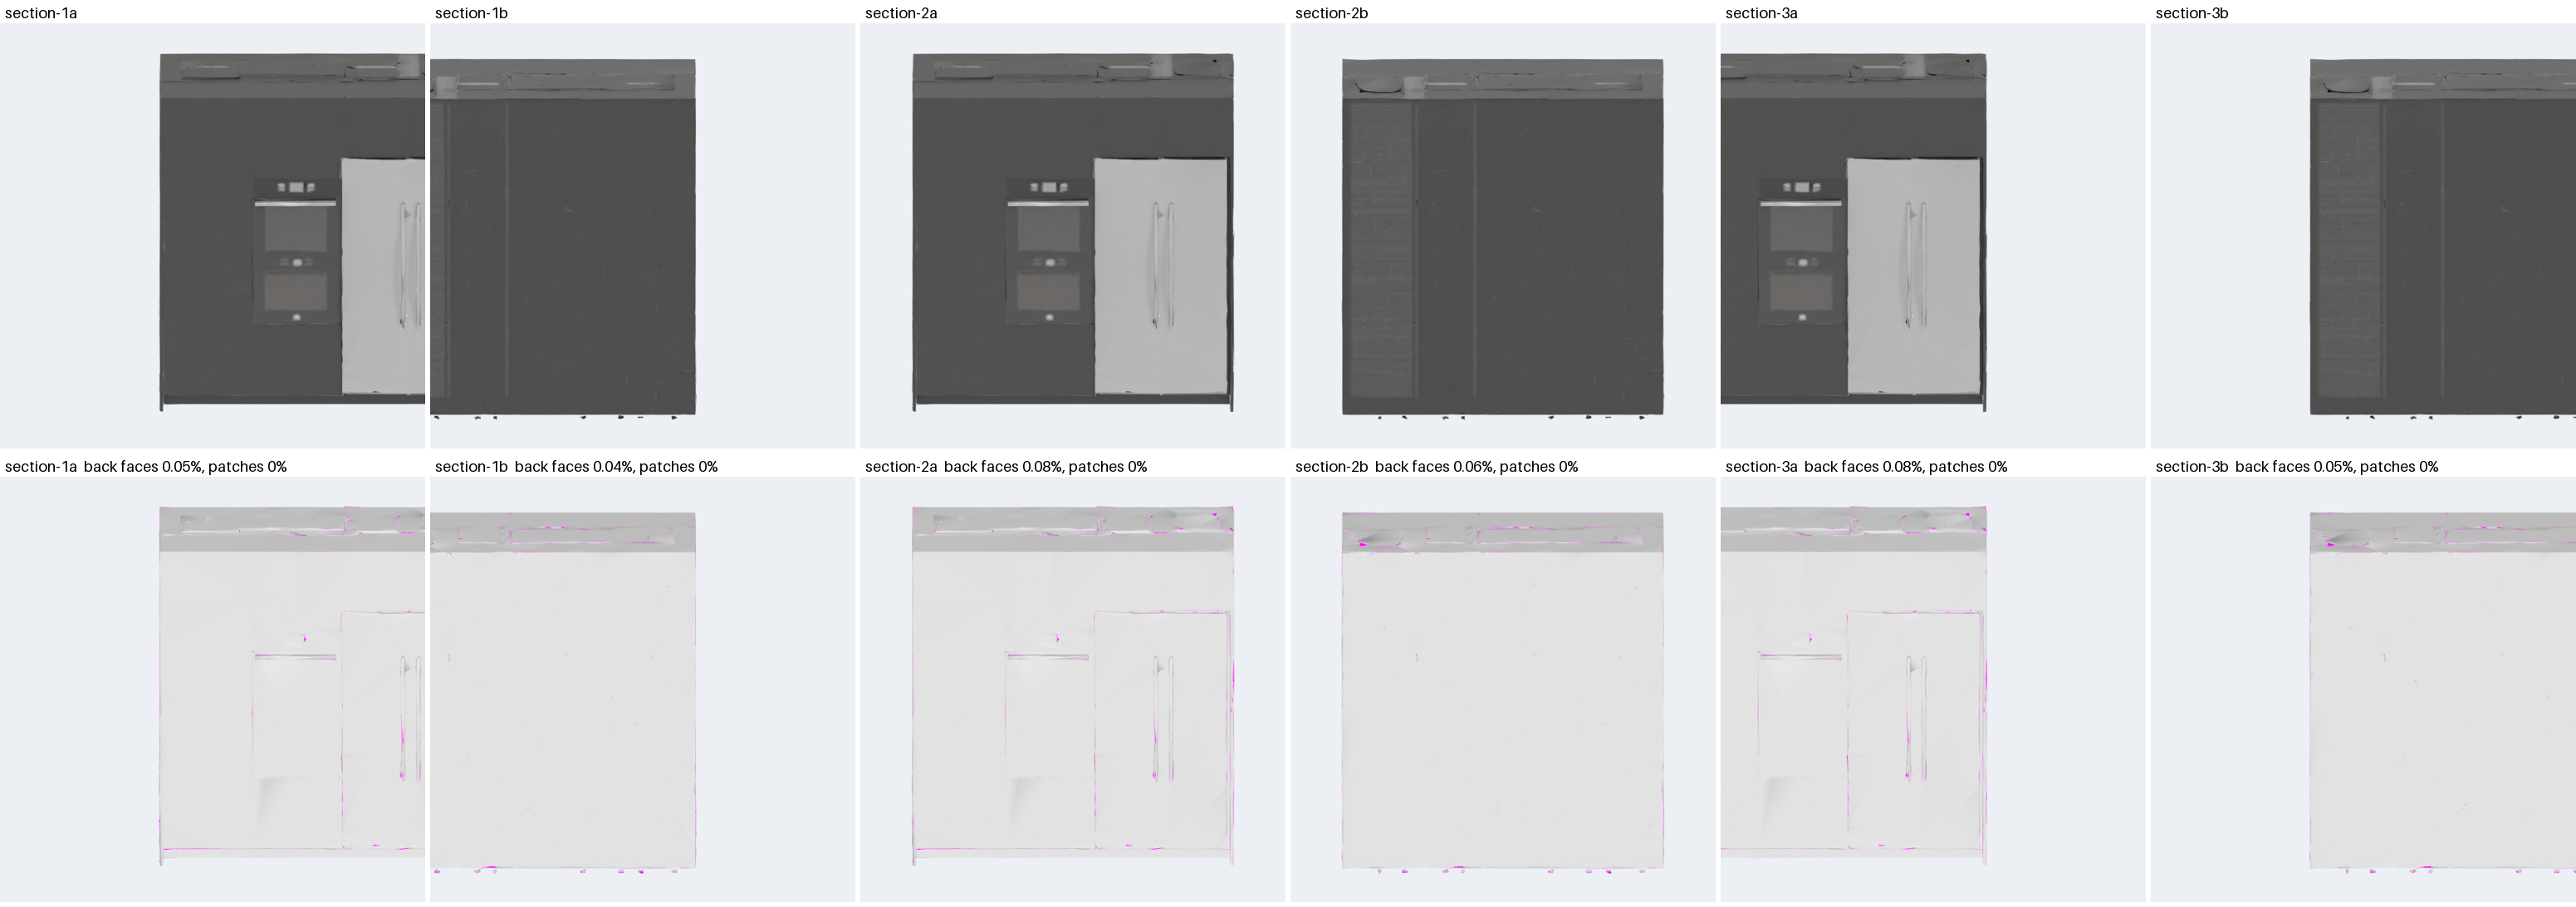 section-1a
section-1b
section-2a
section-2b
section-3a
section-3b
section-1a back faces 0.05%, patches 0%
section-1b back faces 0.04%, patches 0%
section-2a back faces 0.08%, patches 0%
section-2b back faces 0.06%, patches 0%
section-3a back faces 0.08%, patches 0%
section-3b back faces 0.05%, patches 0%